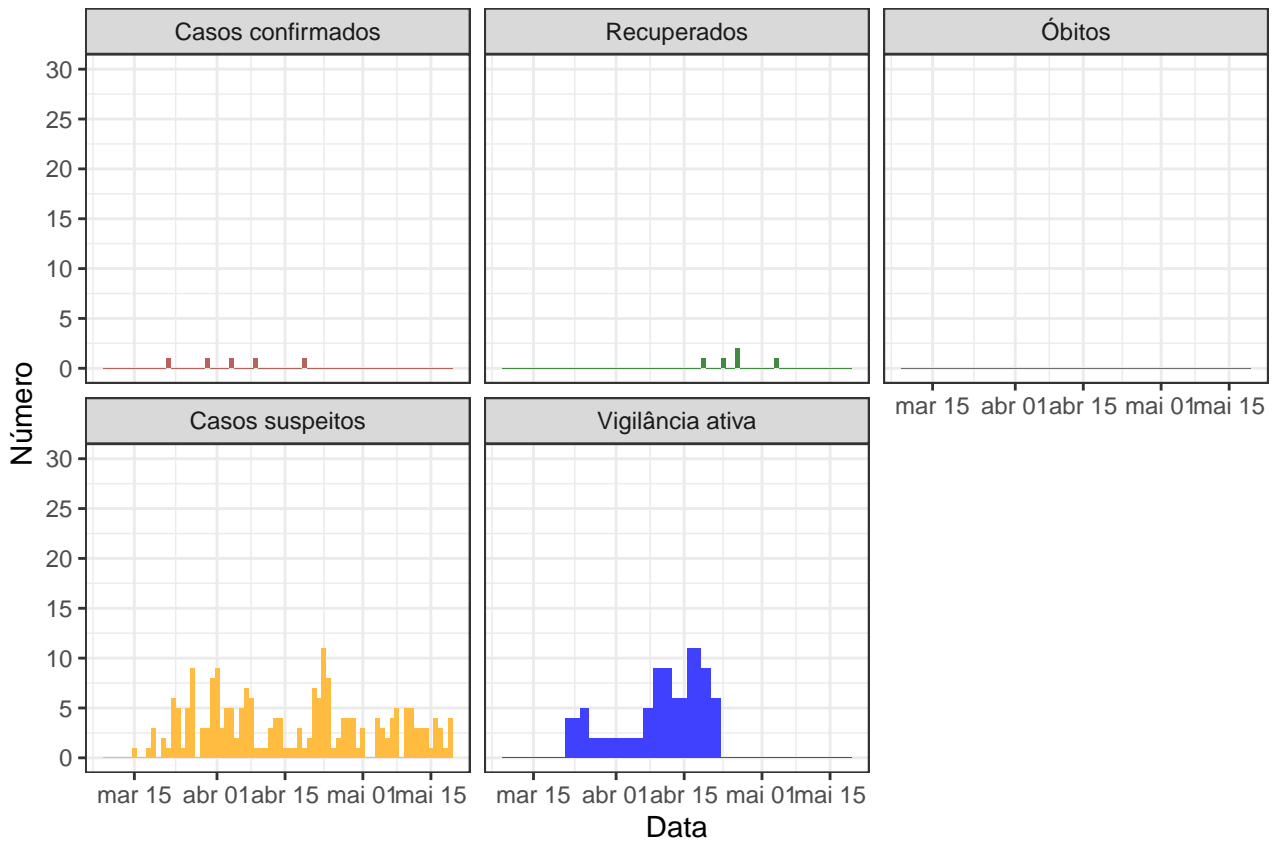 Casos confirmados
Recuperados
Óbitos
30
25
20
15
10
5
0
mar 15 abr 01 abr 15 mai 01 mai 15
Casos suspeitos
Vigilância ativa
30
25
20
15
10
5
0
mar 15 abr 01 abr 15 mai 01 mai 15
mar 15 abr 01 abr 15 mai 01 mai 15
Número
Data